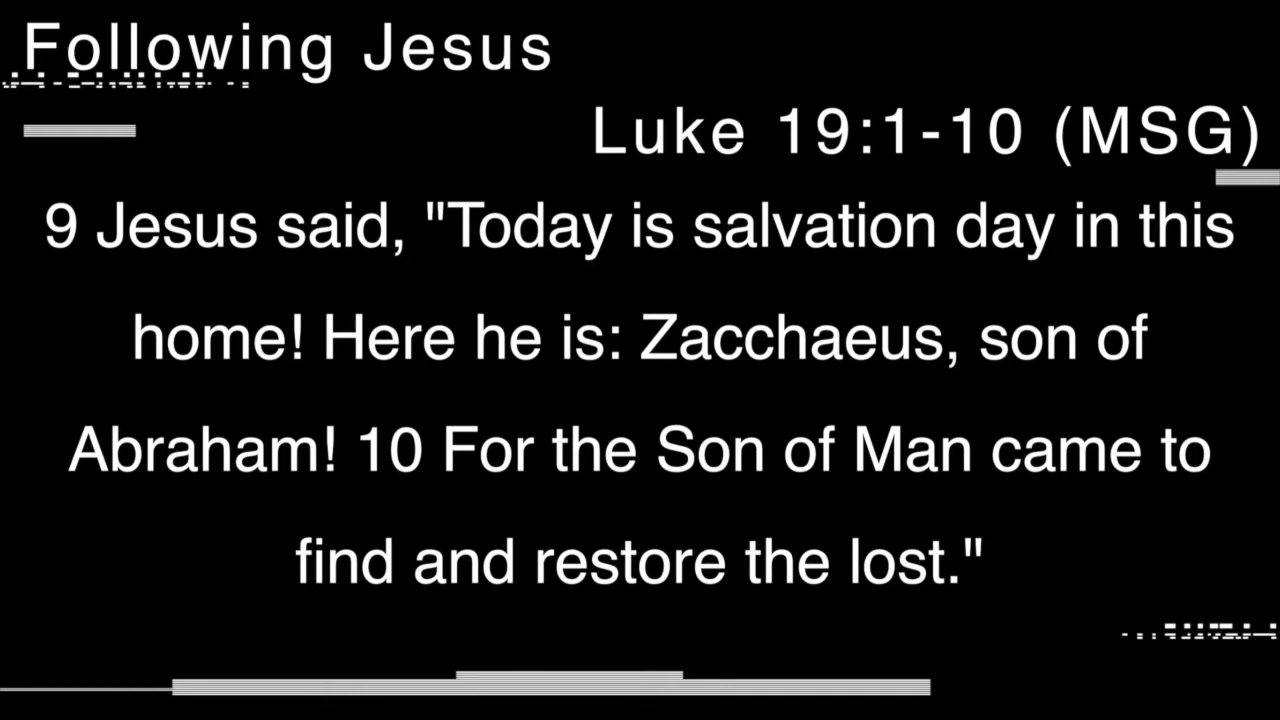 Following Jesus
Luke 19:1-10 (MSG)
9 Jesus said, "Today is salvation day in this
home! Here he is: Zacchaeus, son of
Abraham! 10 For the Son of Man came to
find and restore the lost."